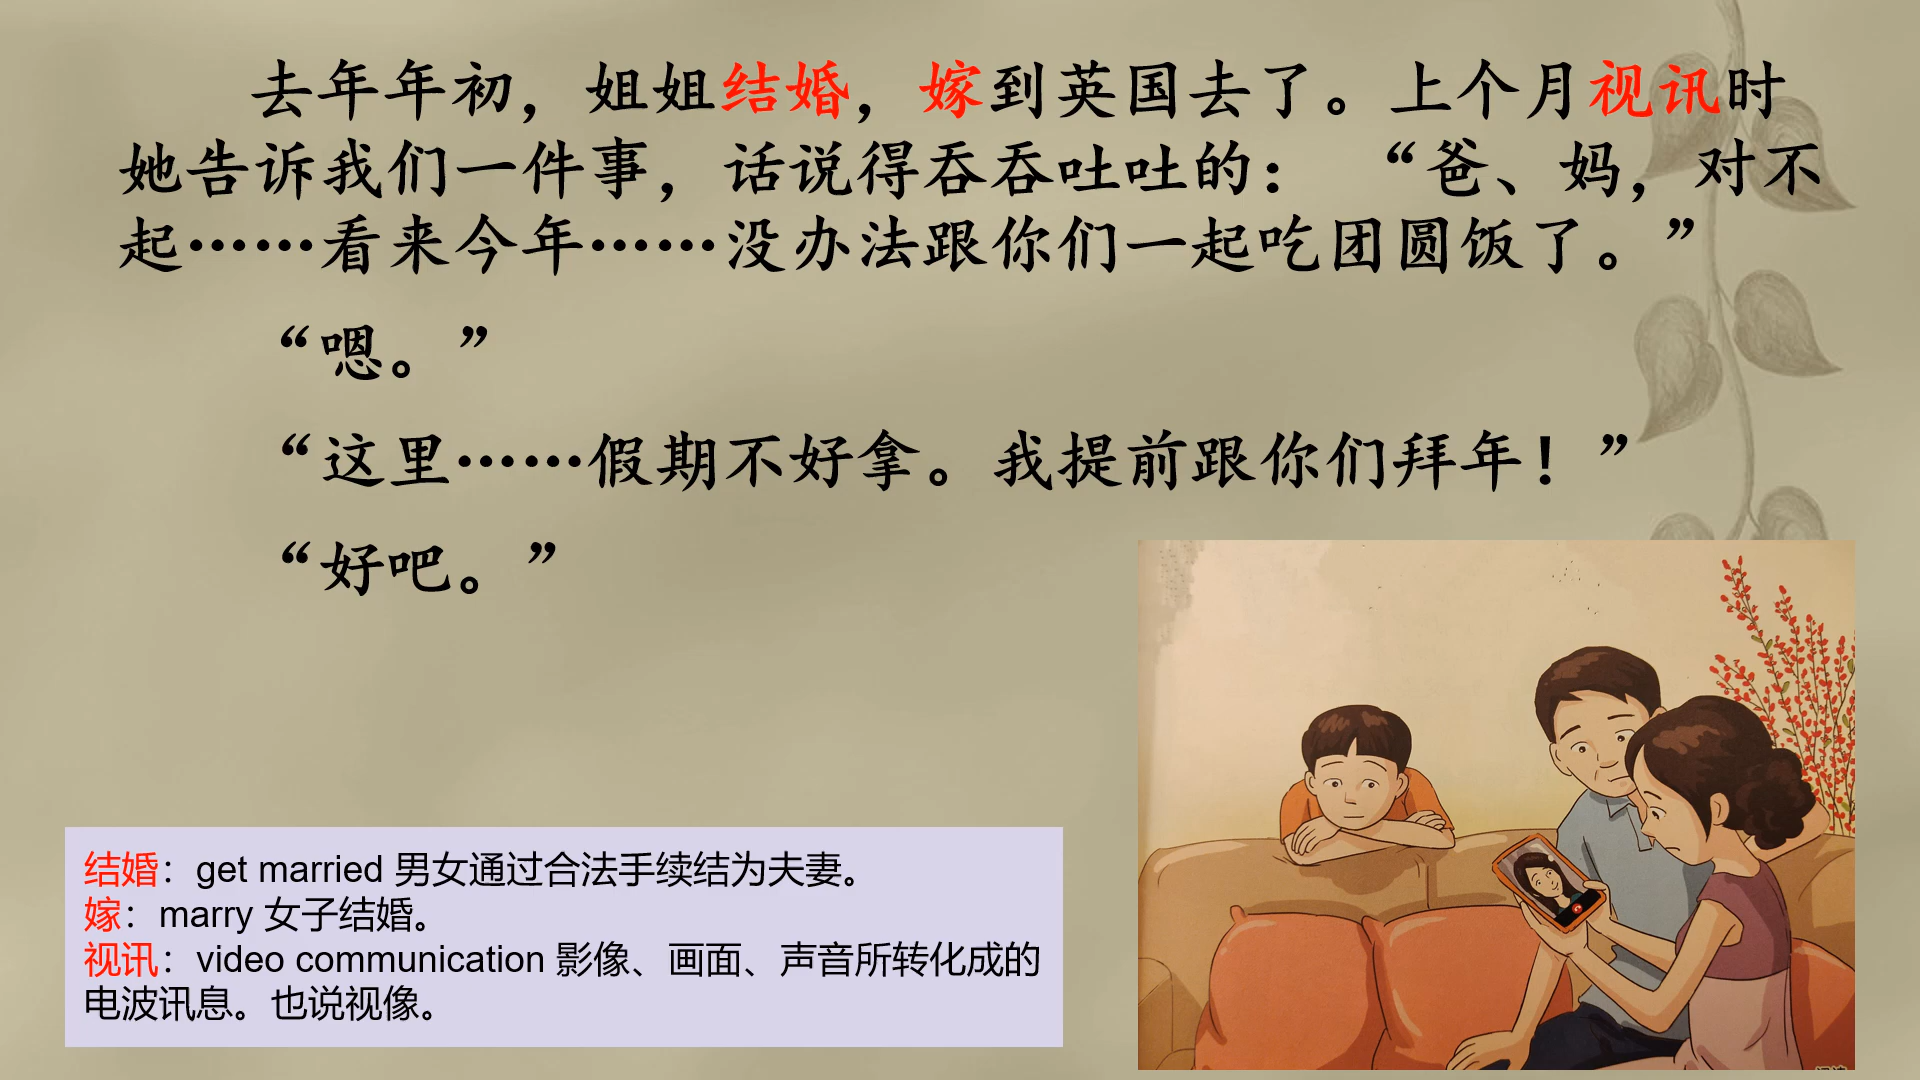 去年年初，姐姐结婚，嫁到英国去了。上个月视讯时
她告诉我们一件事，话说得吞吞吐吐的：“爸、妈，对不
起……看来今年……没办法跟你们一起吃团圆饭了。”
“嗯。”
“这里……假期不好拿。我提前跟你们拜年！”
“好吧。”
结婚：get married 男女通过合法手续结为夫妻。
嫁：marry 女子结婚。
视讯：video communication 影像、画面、声音所转化成的
电波讯息。也说视像。